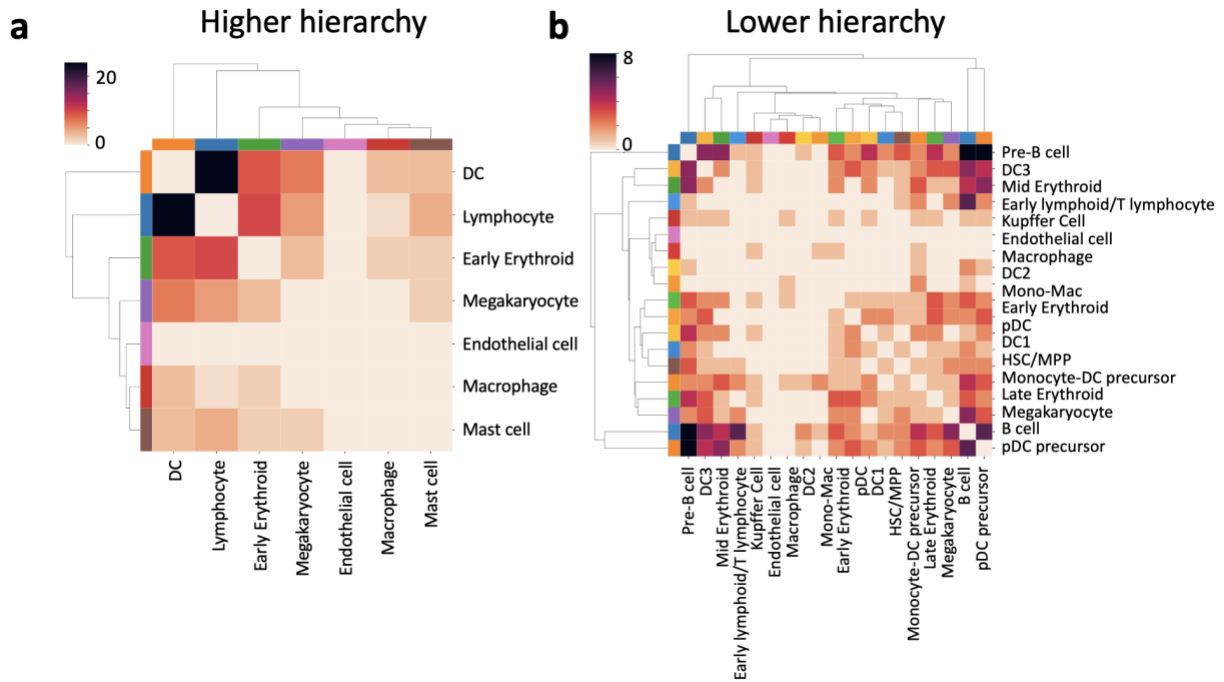 a
Higher hierarchy
20
0
DC
Lymphocyte
Early Erythroid
Megakaryocyte
Endothelial cell
Macrophage
Mast cell
DC
Lymphocyte
Early Erythroid
Megakaryocyte
Endothelial cell
Macrophage
Mast cell
b
Lower hierarchy
8
0
Pre-B cell
DC3
Mid Erythroid
Early lymphoid/T lymphocyte
Kupffer Cell
Endothelial cell
Macrophage
DC2
Mono-Mac
Early Erythroid
pDC
DC1
HSC/MPP
Monocyte-DC precursor
Late Erythroid
Megakaryocyte
B cell
pDC precursor
Pre-B cell
DC3
Mid Erythroid
Early lymphoid/T lymphocyte
Kupffer Cell
Endothelial cell
Macrophage
DC2
Mono-Mac
Early Erythroid
pDC
DC1
HSC/MPP
Monocyte-DC precursor
Late Erythroid
Megakaryocyte
B cell
pDC precursor